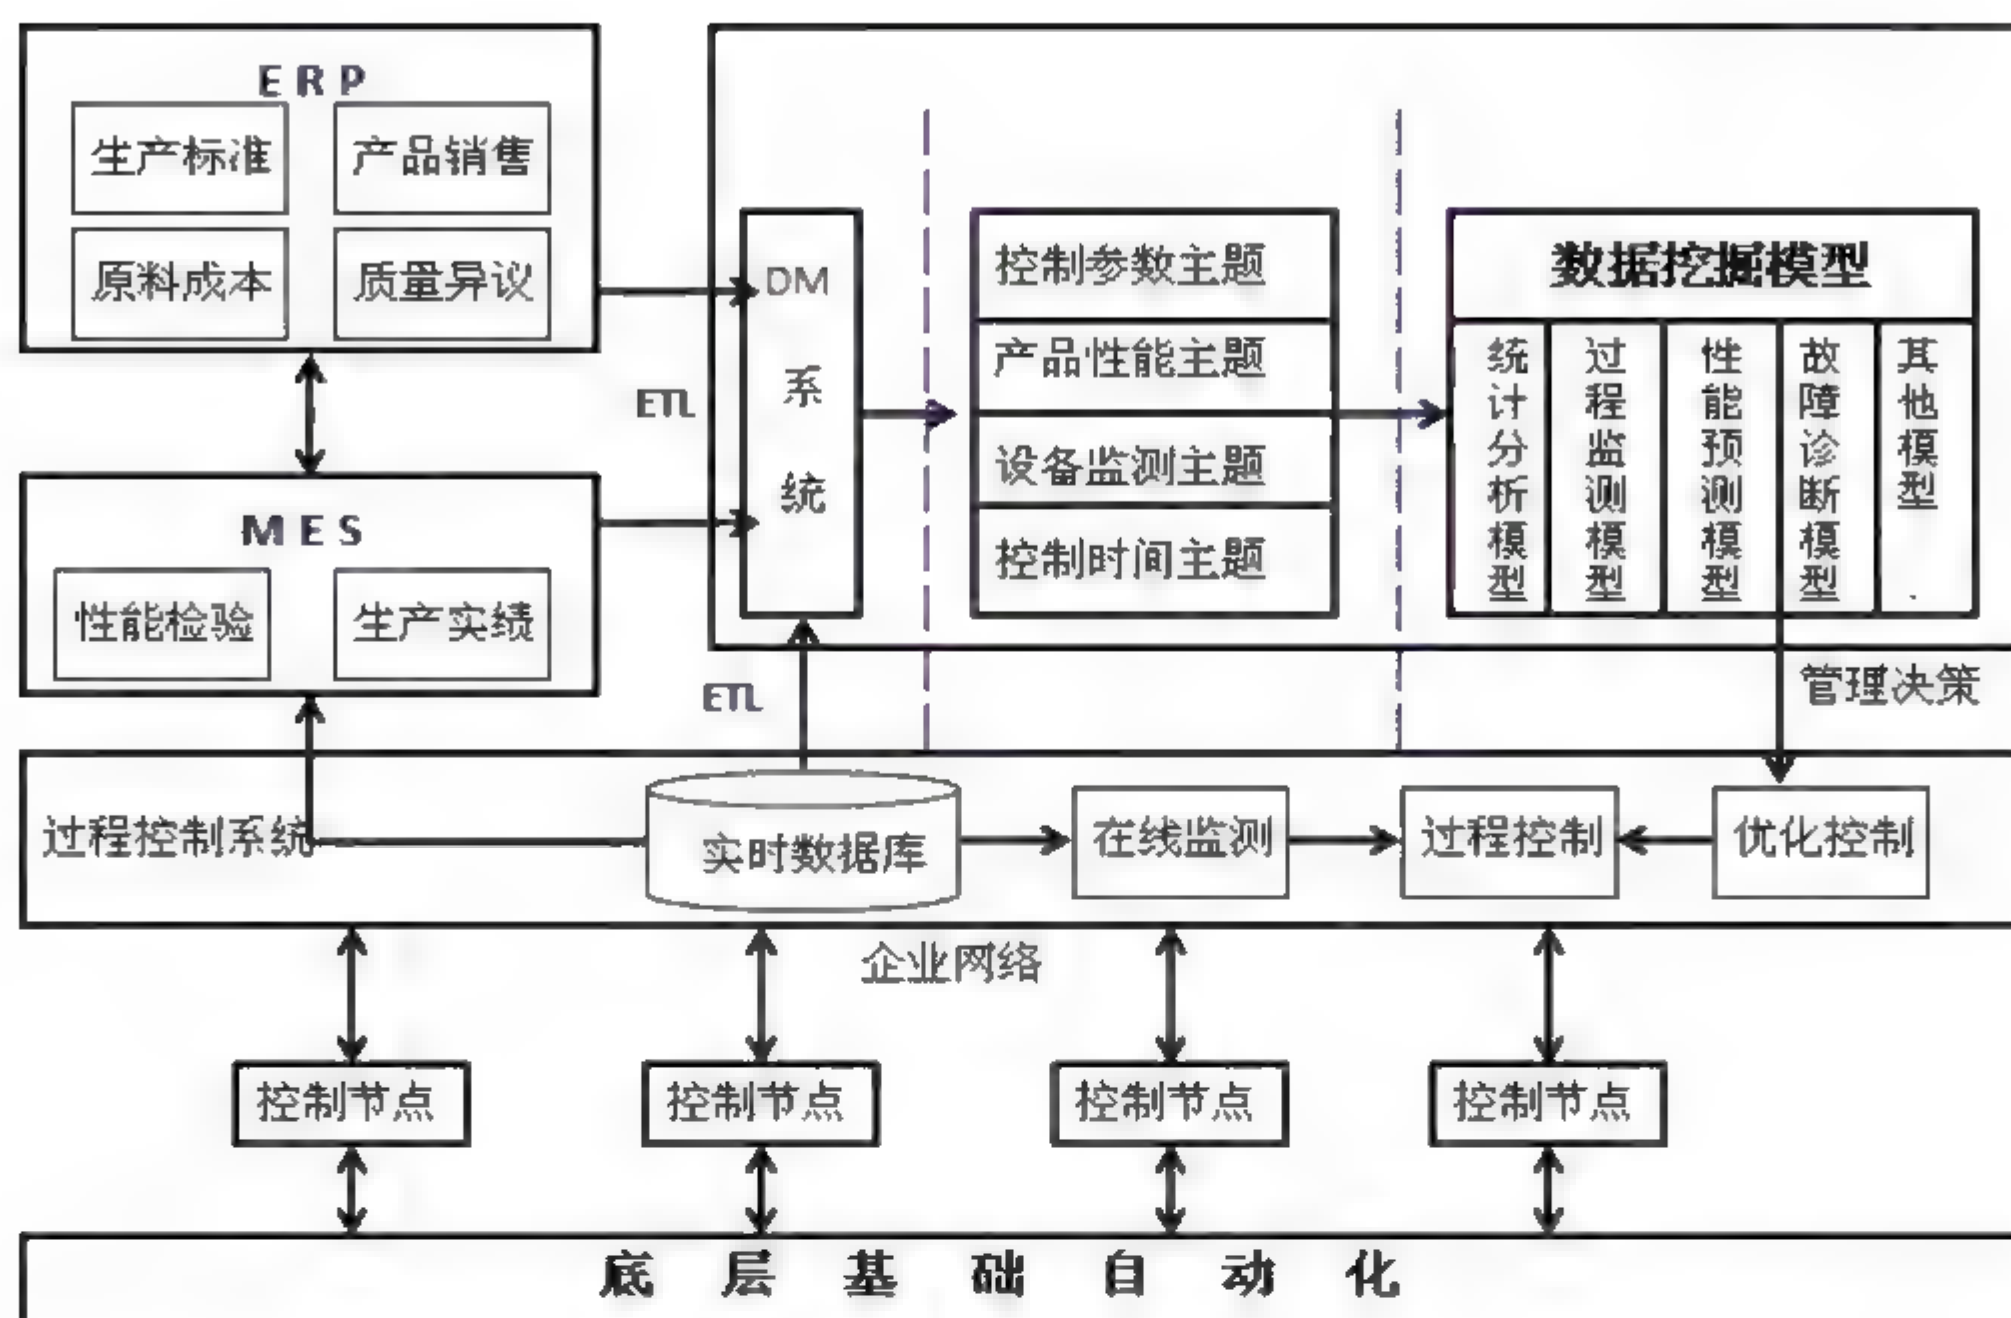 E R P
生产标准
产品销售
原料成本
质量异议
ETL
M E S
性能检验
生产实绩
DM
系
统
ETL
控制参数主题
产品性能主题
设备监测主题
控制时间主题
数据挖掘模型
统计分析模型
过程监测模型
性能预测模型
故障诊断模型
其他模型.
管理决策
过程控制系统
实时数据库
在线监测
过程控制
优化控制
企业网络
控制节点
控制节点
控制节点
控制节点
底层基础自动化